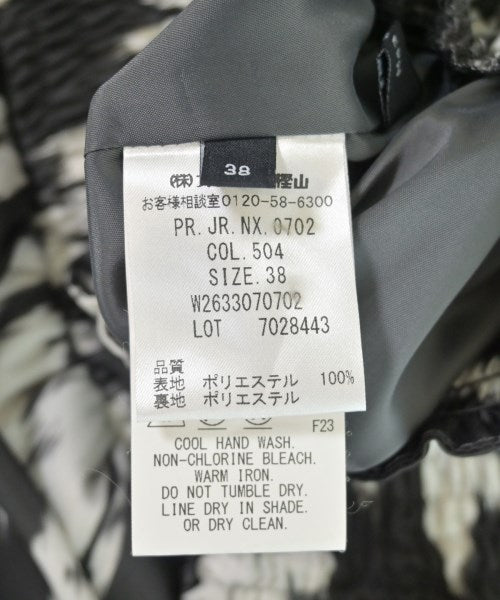 38
(株) 樫山
お客様相談室0120-58-6300
PR. JR. NX. 0702
COL. 504
SIZE. 38
W2633070702
LOT 7028443
品質
表地 ポリエステル 100%
裏地 ポリエステル
F23
COOL HAND WASH.
NON-CHLORINE BLEACH.
WARM IRON.
DO NOT TUMBLE DRY.
LINE DRY IN SHADE.
OR DRY CLEAN.